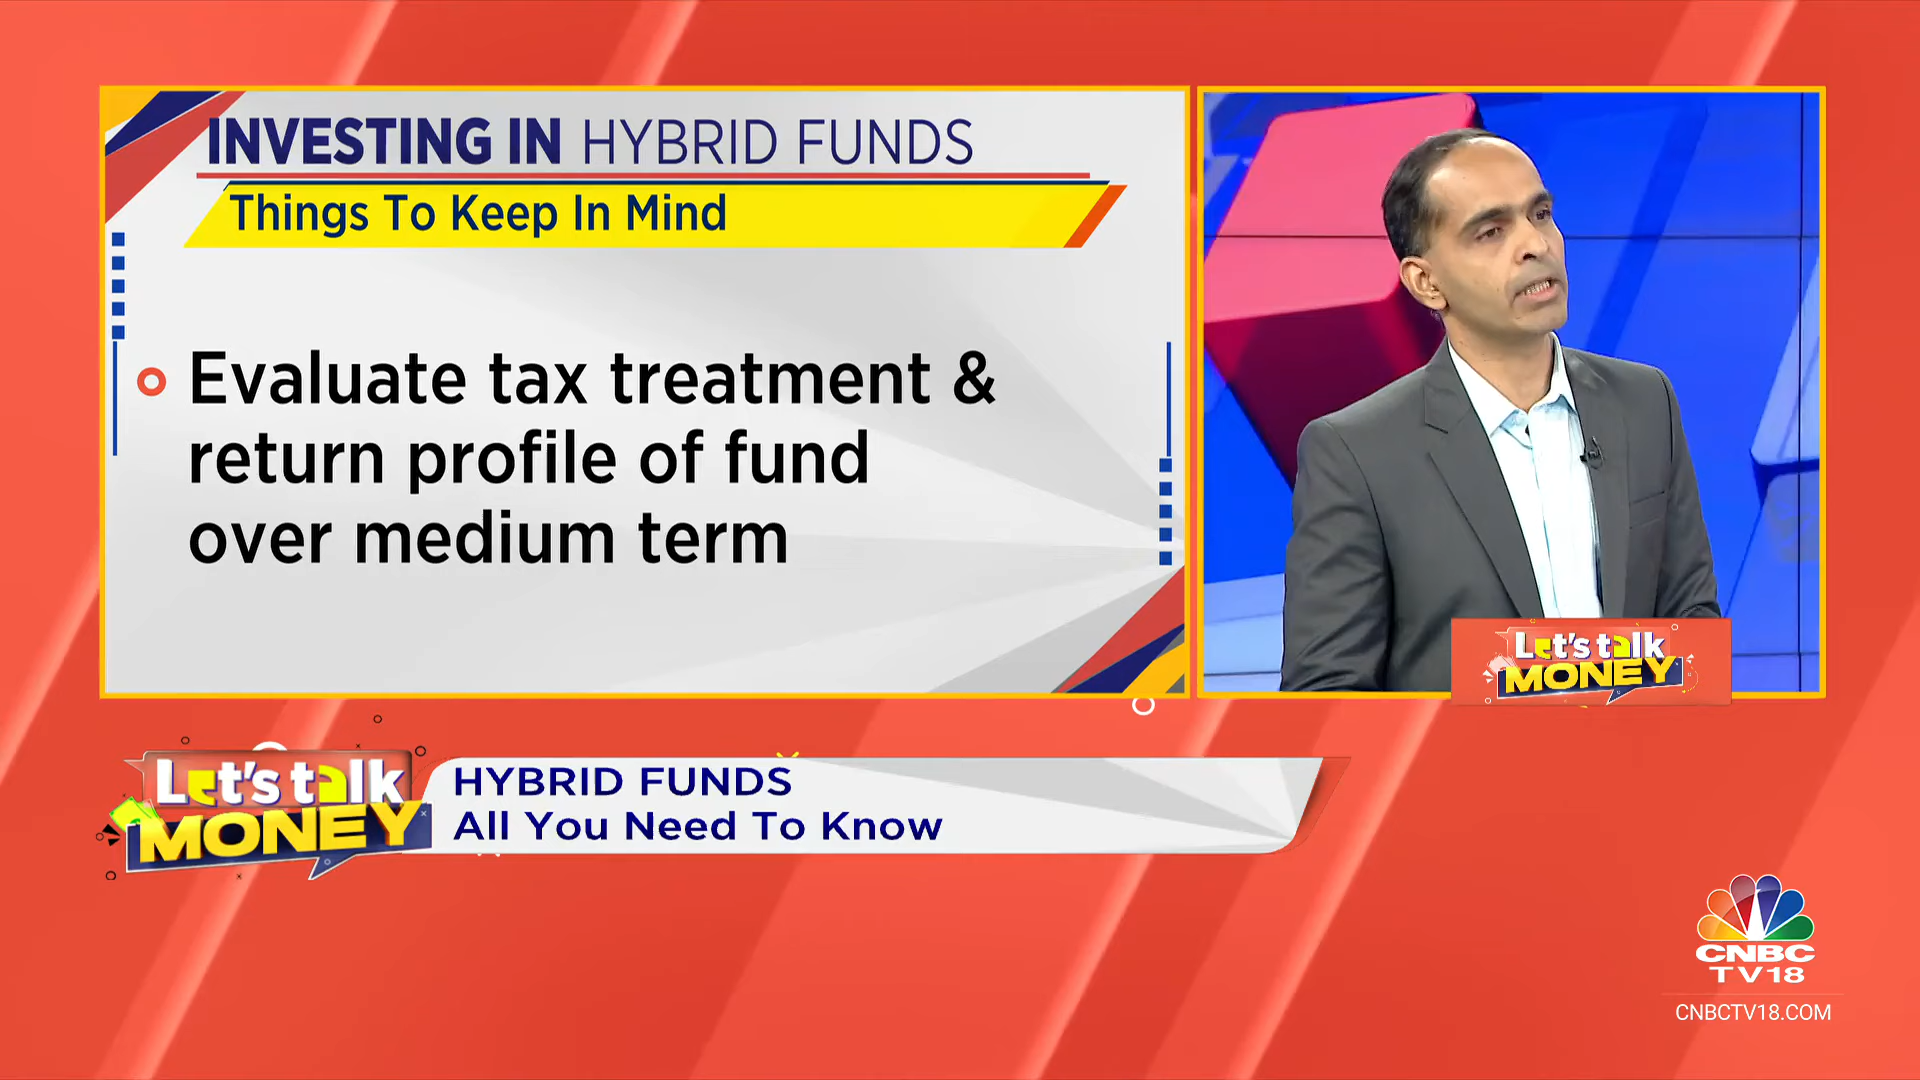 INVESTING IN HYBRID FUNDS
Things To Keep In Mind
Evaluate tax treatment &
return profile of fund
over medium term
Let's talk
MONEY
Let's talk
MONEY
HYBRID FUNDS
All You Need To Know
CNBC
TV18
CNBCTV18.COM